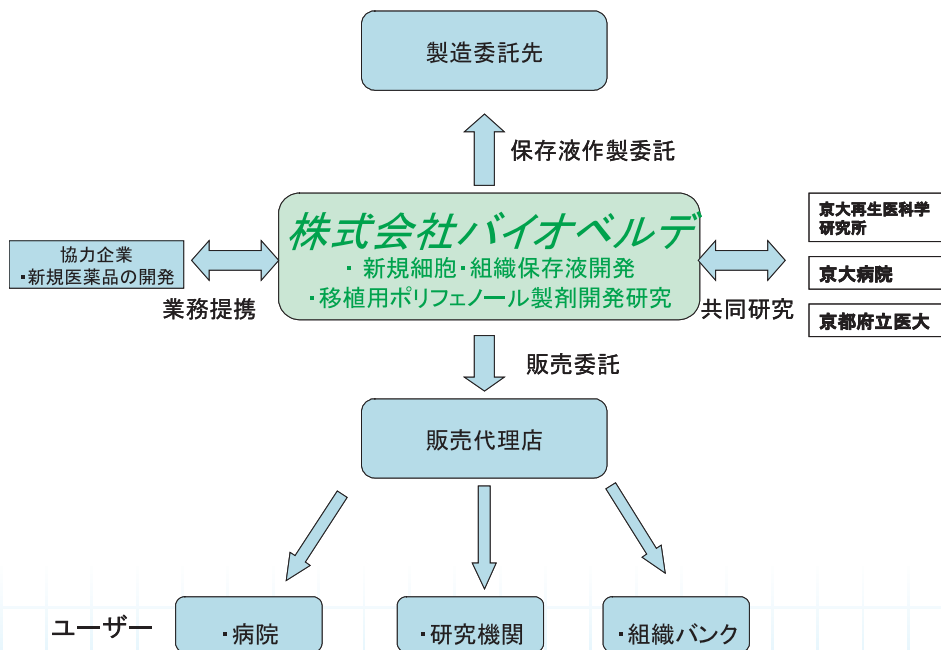 製造委託先
保存液作製委託
株式会社バイオベルデ
・新規細胞・組織保存液開発
・移植用ポリフェノール製剤開発研究
協力企業
・新規医薬品の開発
業務提携
共同研究
京大再生医科学
研究所
京大病院
京都府立医大
販売委託
販売代理店
ユーザー
・病院
・研究機関
・組織バンク